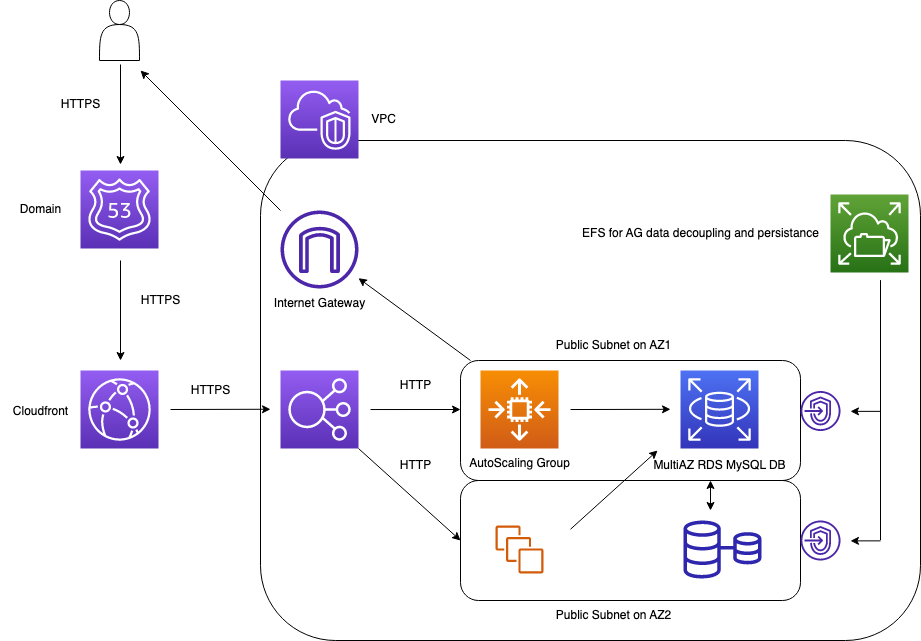 HTTPS
VPC
53
Domain
EFS for AG data decoupling and persistance
HTTPS
Internet Gateway
Public Subnet on AZ1
HTTPS
HTTP
Cloudfront
HTTP
AutoScaling Group
MultiAZ RDS MySQL DB
Public Subnet on AZ2